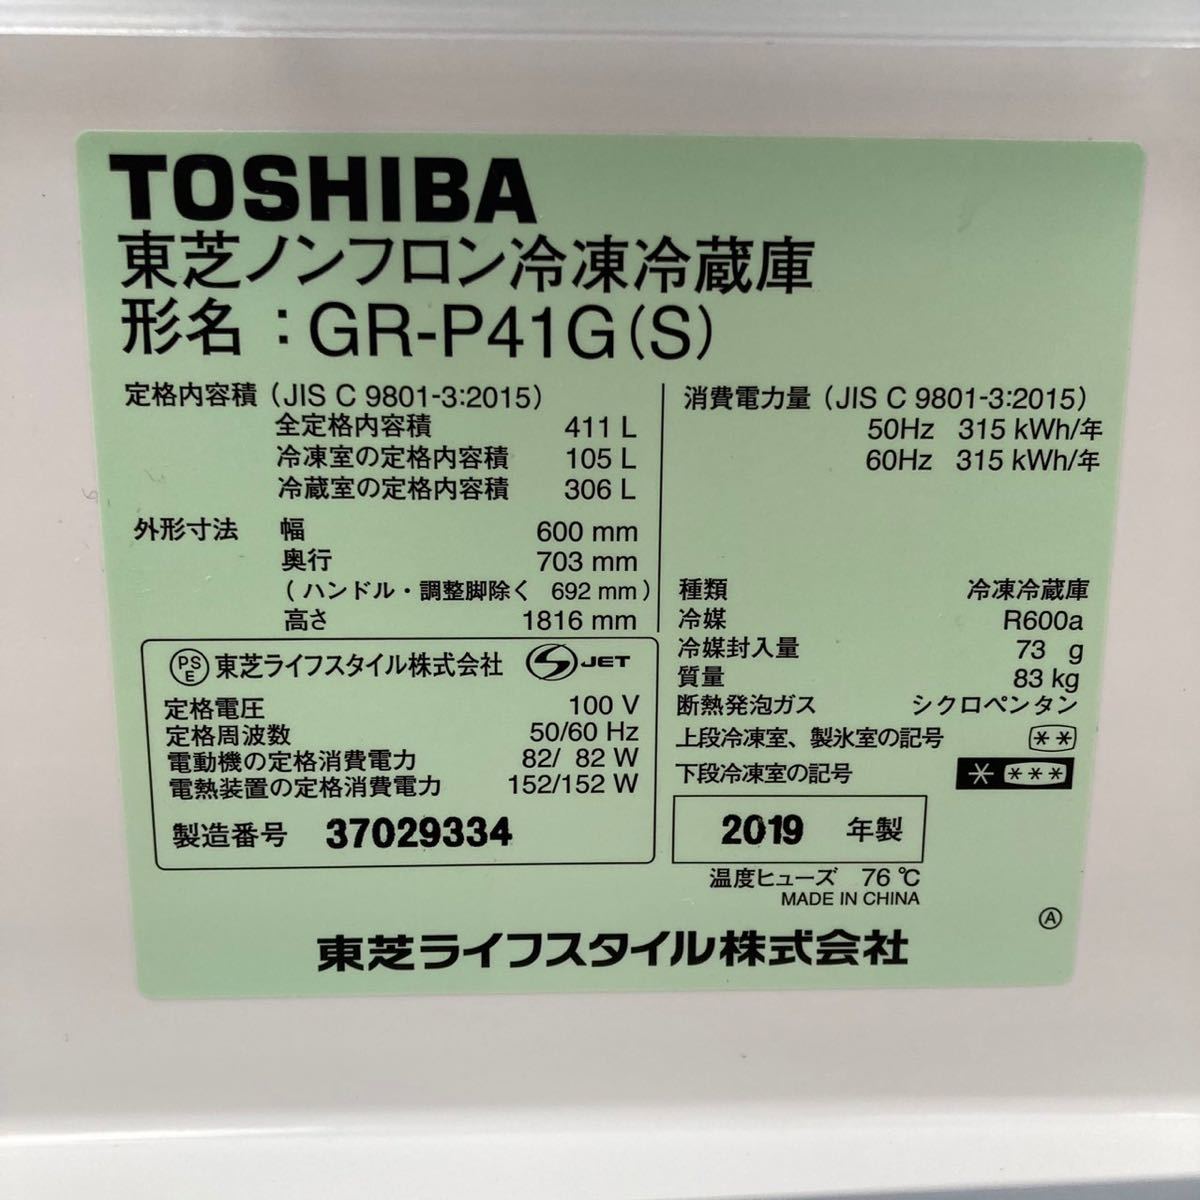 TOSHIBA
東芝ノンフロン冷凍冷蔵庫
形名：GR-P41G(S)
定格内容積（JIS C 9801-3:2015）
全定格内容積 411 L
冷凍室の定格内容積 105 L
冷蔵室の定格内容積 306 L
外形寸法 幅 600 mm
奥行 703 mm
（ハンドル・調整脚除く 692 mm）
高さ 1816 mm
PSE 東芝ライフスタイル株式会社 S JET
定格電圧 100 V
定格周波数 50/60 Hz
電動機の定格消費電力 82/ 82 W
電熱装置の定格消費電力 152/152 W
製造番号 37029334
消費電力量（JIS C 9801-3:2015）
50Hz 315 kWh/年
60Hz 315 kWh/年
種類 冷凍冷蔵庫
冷媒 R600a
冷媒封入量 73 g
質量 83 kg
断熱発泡ガス シクロペンタン
上段冷凍室、製氷室の記号 **
下段冷凍室の記号 * ***
2019 年製
温度ヒューズ 76 ℃
MADE IN CHINA
Ⓐ
東芝ライフスタイル株式会社